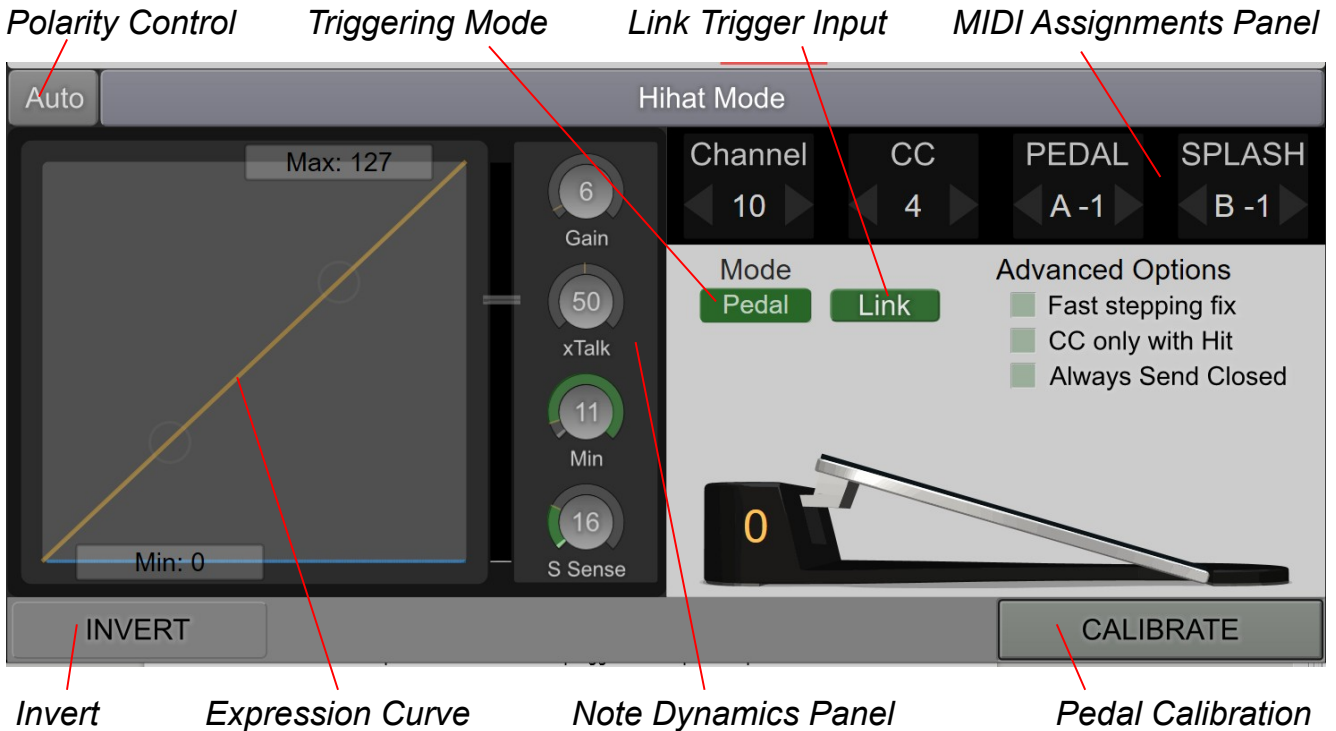 Polarity Control Triggering Mode Link Trigger Input MIDI Assignments Panel
Auto Hihat Mode
Max: 127
Min: 0
6
Gain
50
xTalk
11
Min
16
S Sense
Channel CC PEDAL SPLASH
10 4 A -1 B -1
Mode
Pedal Link
Advanced Options
Fast stepping fix
CC only with Hit
Always Send Closed
0
INVERT CALIBRATE
Invert Expression Curve Note Dynamics Panel Pedal Calibration